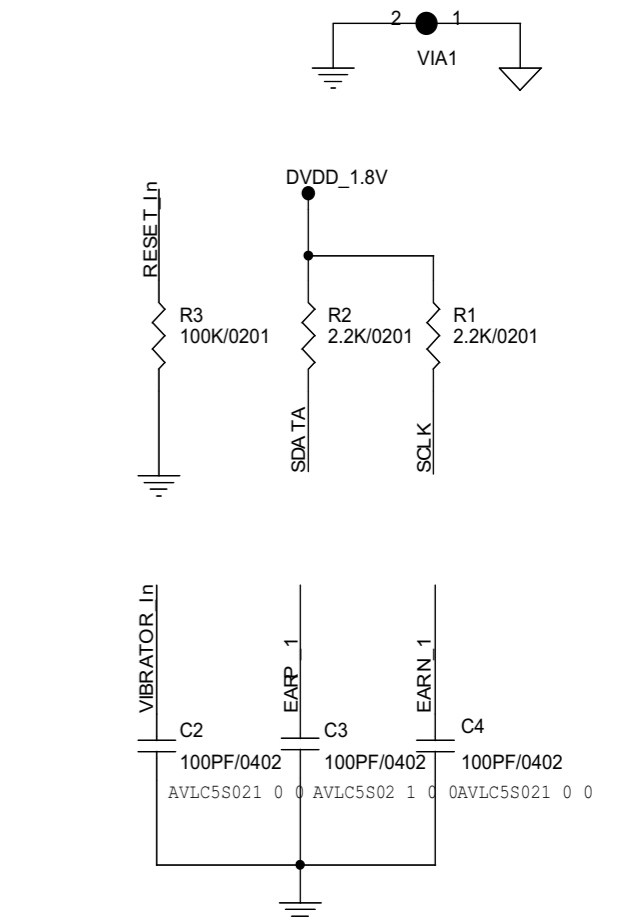 2 1
VIA1
DVDD_1.8V
RESET_In
R3
100K/0201
R2
2.2K/0201
R1
2.2K/0201
SDATA
SCLK
VIBRATOR_In
EARP_1
EARN_1
C2
100PF/0402
C3
100PF/0402
C4
100PF/0402
AVLC5S021 0 0 AVLC5S02 1 0 0AVLC5S021 0 0